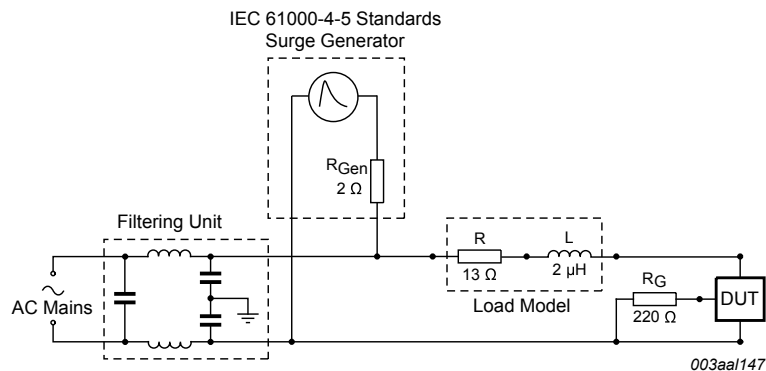 IEC 61000-4-5 Standards
Surge Generator
RGen
2 Ω
Filtering Unit
R
L
13 Ω
2 μH
RG
AC Mains
Load Model
220 Ω
DUT
003aal147